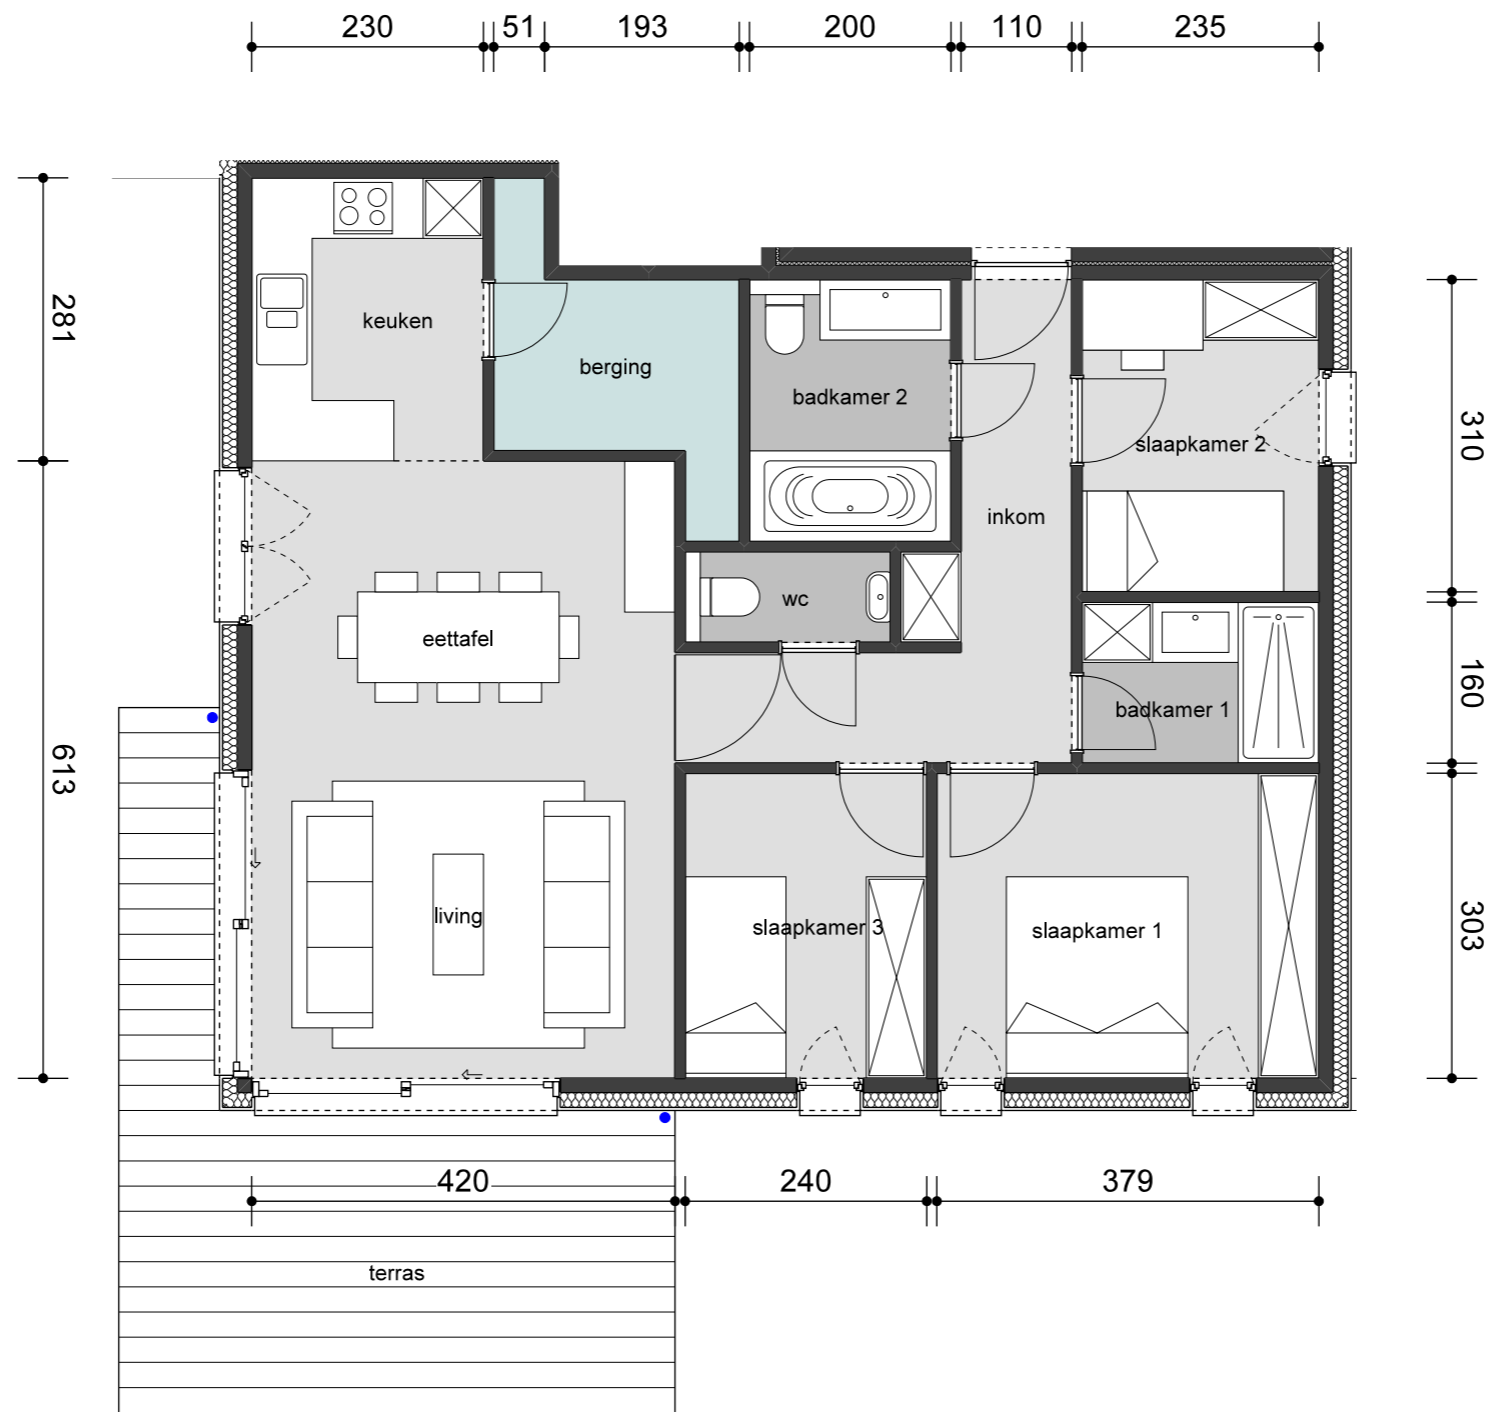 230 51 193 200 110 235
281
keuken
berging
badkamer 2
slaapkamer 2
310
inkom
wc
eettafel
160
badkamer 1
613
living
slaapkamer 3
slaapkamer 1
303
420 240 379
terras